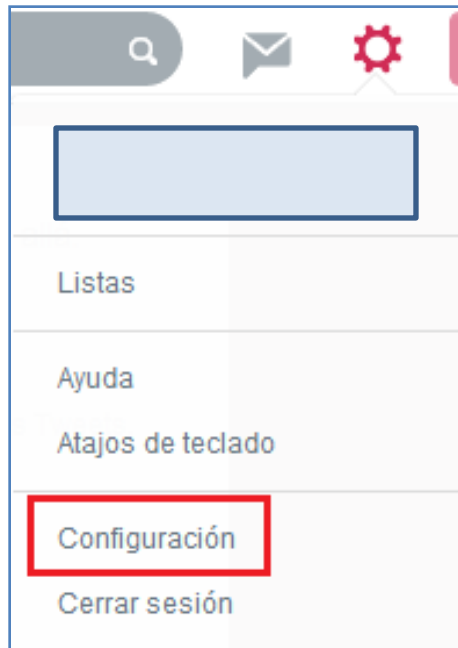 Listas
Ayuda
Atajos de teclado
Configuración
Cerrar sesión